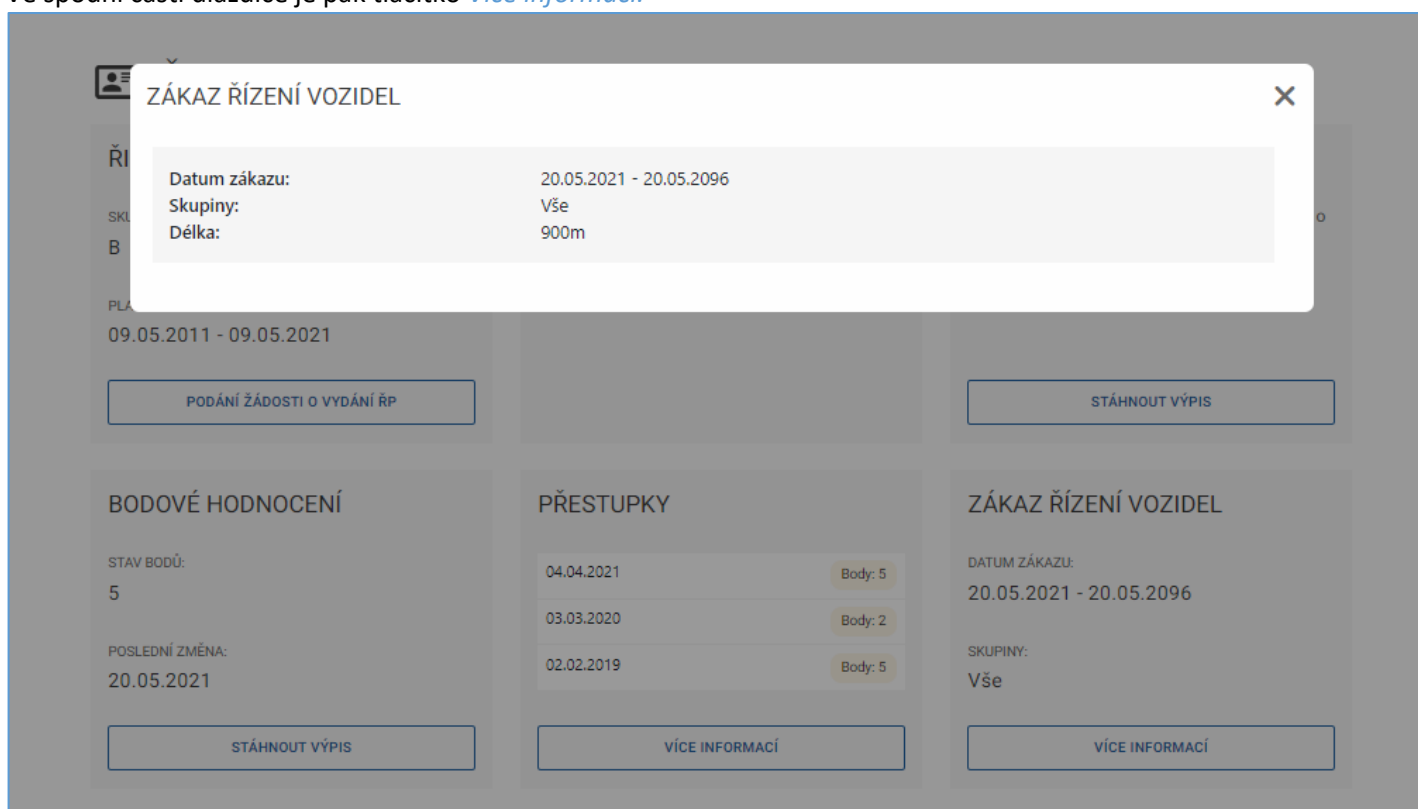 Ve spodní části dlaždice je pak tlačítko Více informací.
ZÁKAZ ŘÍZENÍ VOZIDEL
Datum zákazu: 20.05.2021 - 20.05.2096
Skupiny: Vše
Délka: 900m
ŘI
SKU
B
PLA
09.05.2011 - 09.05.2021
PODÁNÍ ŽÁDOSTI O VYDÁNÍ ŘP
O
STÁHNOUT VÝPIS
BODOVÉ HODNOCENÍ
STAV BODŮ:
5
POSLEDNÍ ZMĚNA:
20.05.2021
STÁHNOUT VÝPIS
PŘESTUPKY
04.04.2021 Body: 5
03.03.2020 Body: 2
02.02.2019 Body: 5
VÍCE INFORMACÍ
ZÁKAZ ŘÍZENÍ VOZIDEL
DATUM ZÁKAZU:
20.05.2021 - 20.05.2096
SKUPINY:
Vše
VÍCE INFORMACÍ